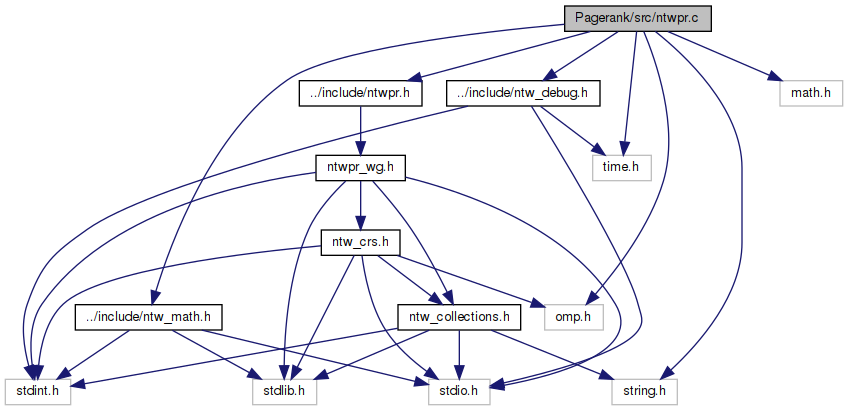 Pagerank/src/ntwpr.c
../include/ntwpr.h
../include/ntw_debug.h
math.h
ntwpr_wg.h
time.h
ntw_crs.h
../include/ntw_math.h
ntw_collections.h
omp.h
stdint.h
stdlib.h
stdio.h
string.h